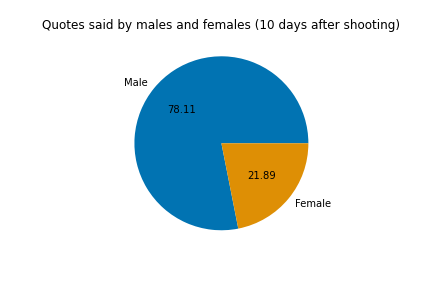 Quotes said by males and females (10 days after shooting)
Male
78.11
21.89
Female